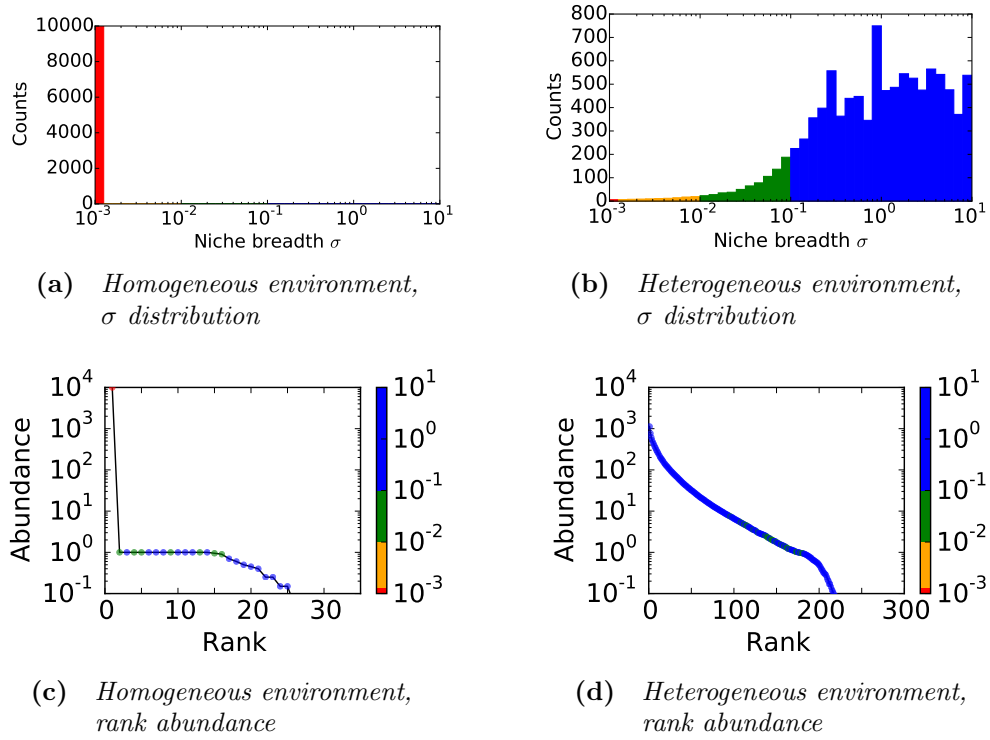 10000
8000
6000
4000
2000
0
Counts
10^-3 10^-2 10^-1 10^0 10^1
Niche breadth σ
(a) Homogeneous environment,
σ distribution
800
700
600
500
400
300
200
100
0
Counts
10^-3 10^-2 10^-1 10^0 10^1
Niche breadth σ
(b) Heterogeneous environment,
σ distribution
10^4
10^3
10^2
10^1
10^0
10^-1
Abundance
0 10 20 30
Rank
10^1
10^0
10^-1
10^-2
10^-3
(c) Homogeneous environment,
rank abundance
10^4
10^3
10^2
10^1
10^0
10^-1
Abundance
0 100 200 300
Rank
10^1
10^0
10^-1
10^-2
10^-3
(d) Heterogeneous environment,
rank abundance